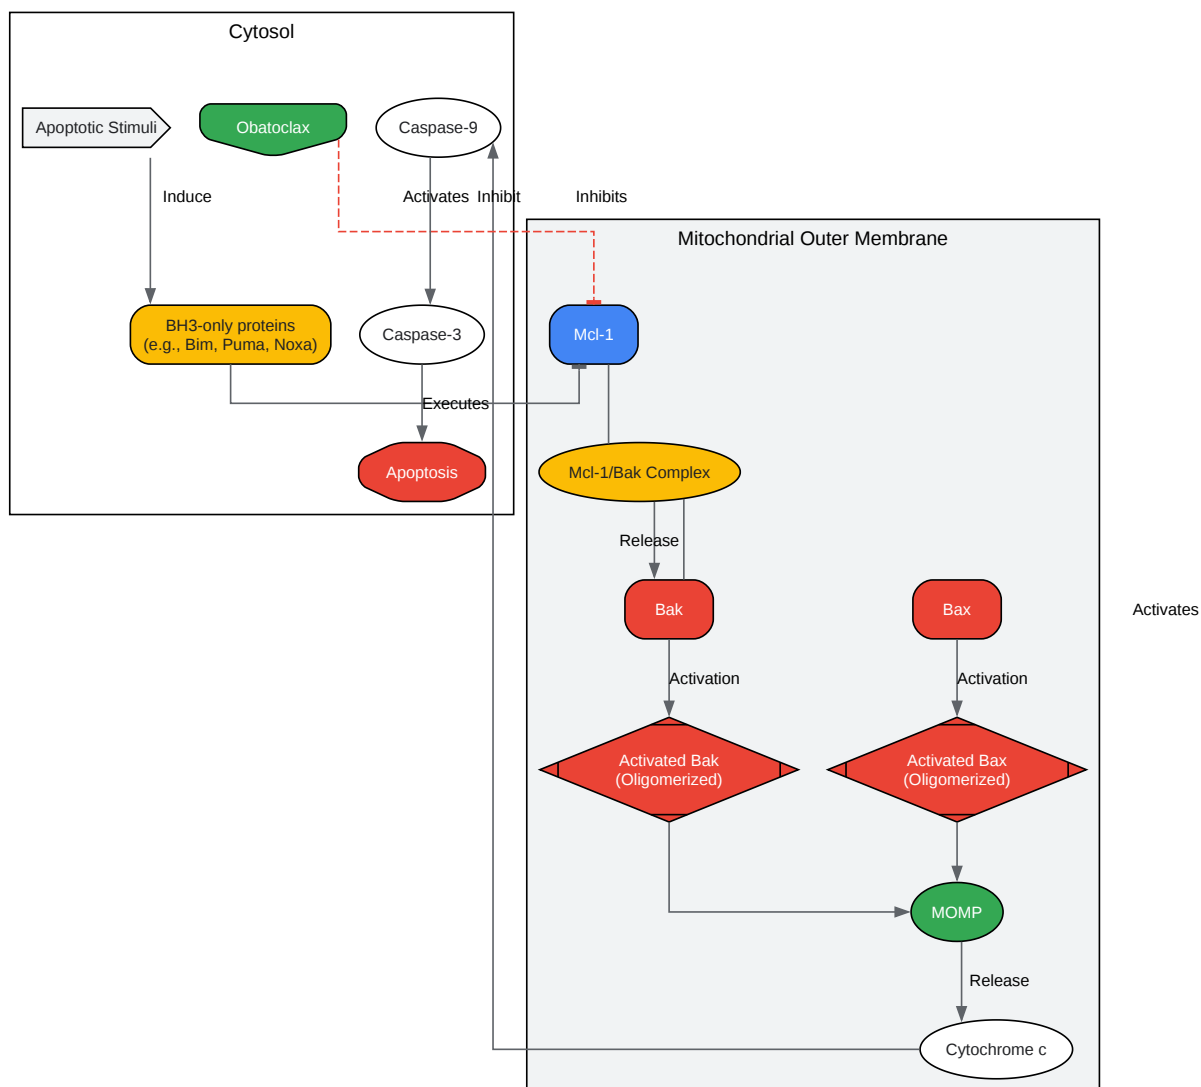 Cytosol
Apoptotic Stimuli
Obatoclax
Caspase-9
Induce
Activates
Inhibit
Inhibits
Mitochondrial Outer Membrane
BH3-only proteins
(e.g., Bim, Puma, Noxa)
Caspase-3
Mcl-1
Executes
Apoptosis
Mcl-1/Bak Complex
Release
Bak
Bax
Activates
Activation
Activation
Activated Bak
(Oligomerized)
Activated Bax
(Oligomerized)
MOMP
Release
Cytochrome c